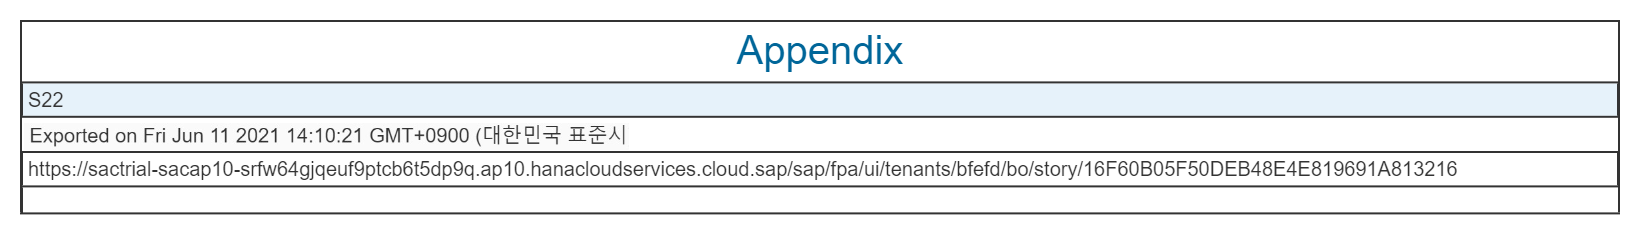 Appendix
S22
Exported on Fri Jun 11 2021 14:10:21 GMT+0900 (대한민국 표준시
https://sactrial-sacap10-srfw64gjqeuf9ptcb6t5dp9q.ap10.hanacloudservices.cloud.sap/sap/fpa/ui/tenants/bfefd/bo/story/16F60B05F50DEB48E4E819691A813216